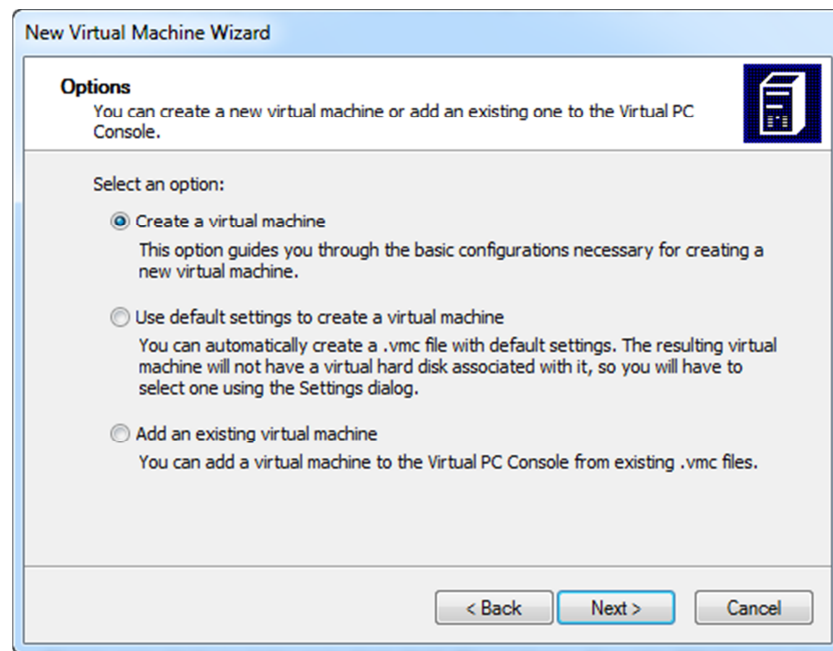 New Virtual Machine Wizard
Options
You can create a new virtual machine or add an existing one to the Virtual PC
Console.
Select an option:
Create a virtual machine
This option guides you through the basic configurations necessary for creating a
new virtual machine.
Use default settings to create a virtual machine
You can automatically create a .vmc file with default settings. The resulting virtual
machine will not have a virtual hard disk associated with it, so you will have to
select one using the Settings dialog.
Add an existing virtual machine
You can add a virtual machine to the Virtual PC Console from existing .vmc files.
< Back Next > Cancel